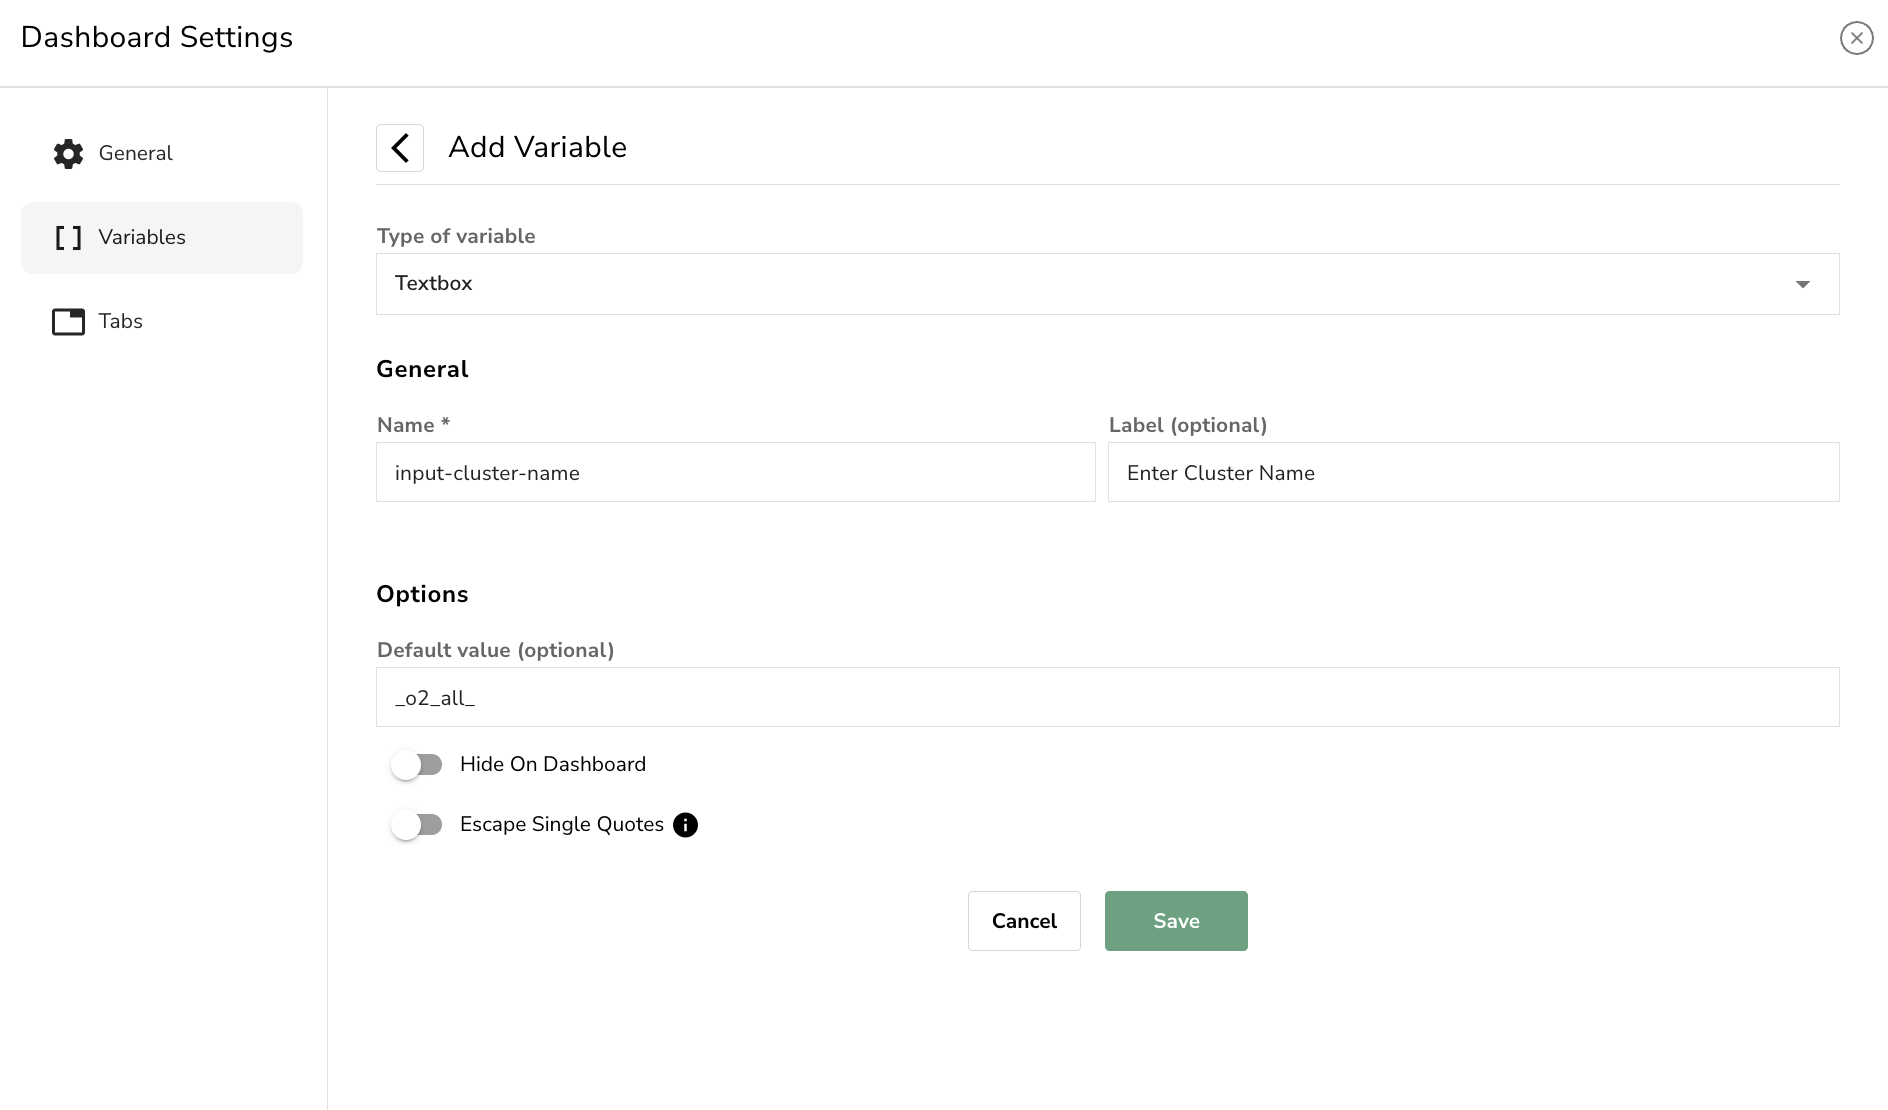 Dashboard Settings
General
Variables
Tabs
Add Variable
Type of variable
Textbox
General
Name *
Label (optional)
input-cluster-name
Enter Cluster Name
Options
Default value (optional)
_o2_all_
Hide On Dashboard
Escape Single Quotes
Cancel
Save